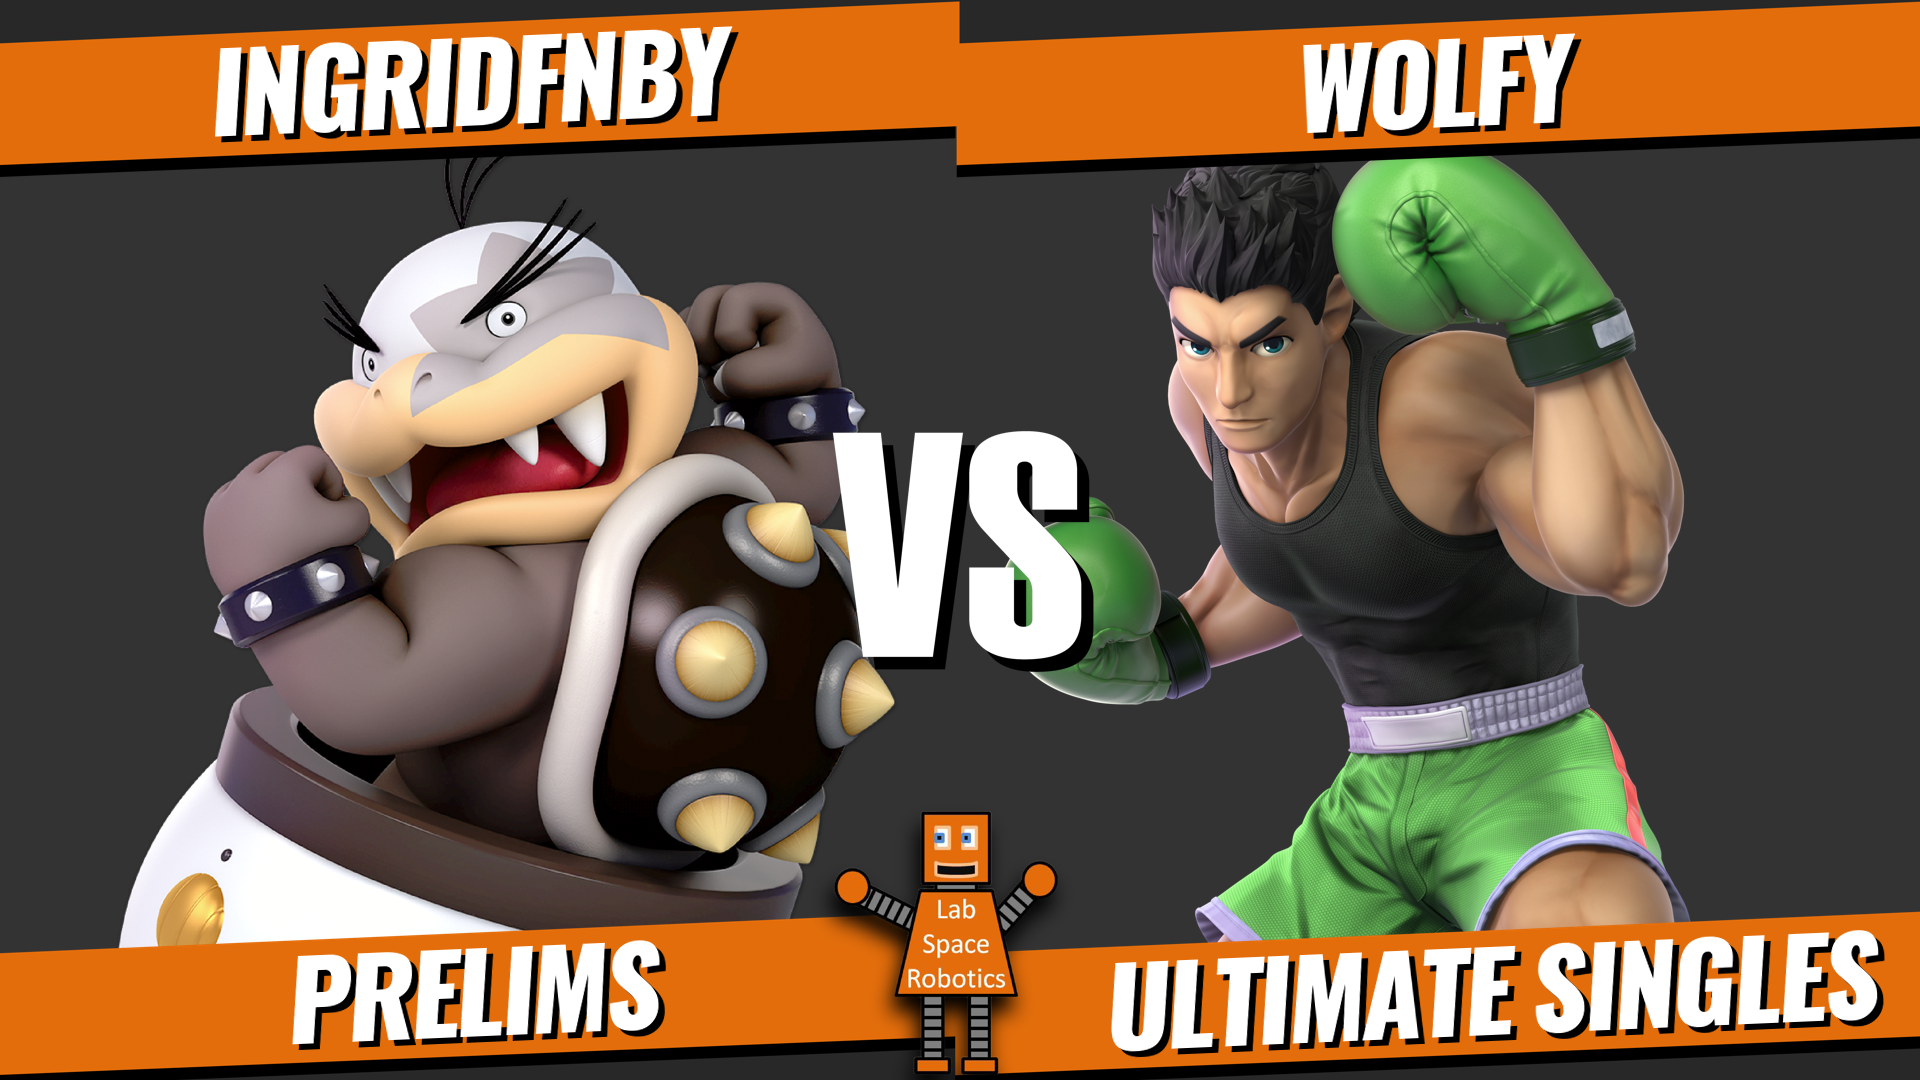 INGRIDFNBY
WOLFY
VS
Lab
Space
Robotics
PRELIMS
ULTIMATE SINGLES